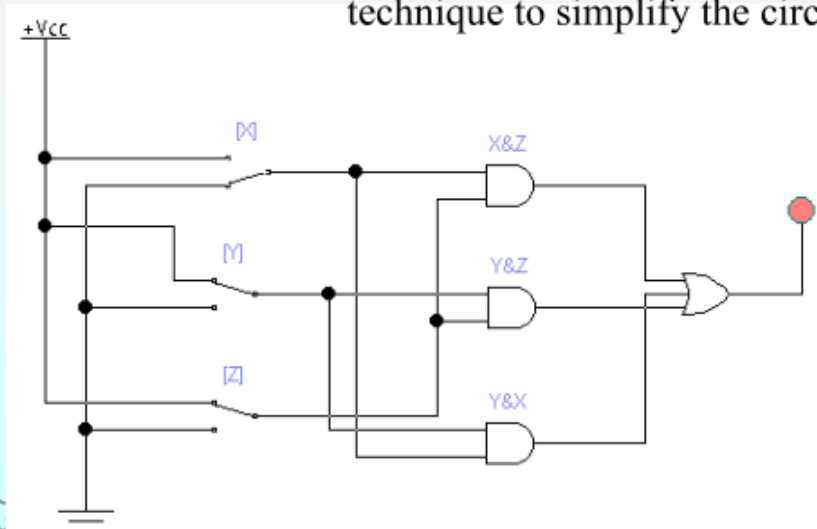 technique to simplify the circ
+Vcc
[X]
X&Z
[Y]
Y&Z
[Z]
Y&X